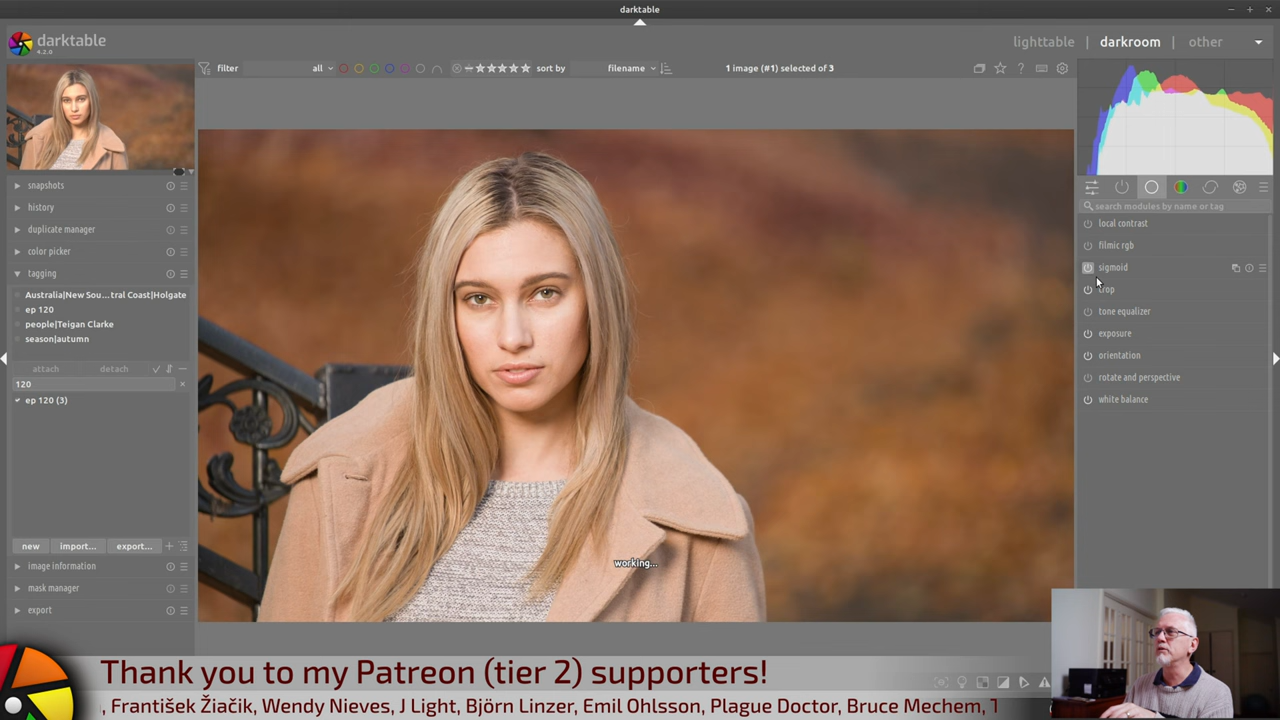 darktable
darktable
4.2.0
lighttable | darkroom | other
filter
all
sort by
filename
1 image (#1) selected of 3
snapshots
history
duplicate manager
color picker
tagging
Australia|New Sou...tral Coast|Holgate
ep 120
people|Teigan Clarke
season|autumn
attach
detach
120
ep 120 (3)
new
import...
export...
image information
mask manager
export
working...
search modules by name or tag
local contrast
filmic rgb
sigmoid
crop
tone equalizer
exposure
orientation
rotate and perspective
white balance
Thank you to my Patreon (tier 2) supporters!
, František Žiačik, Wendy Nieves, J Light, Björn Linzer, Emil Ohlsson, Plague Doctor, Bruce Mechem,